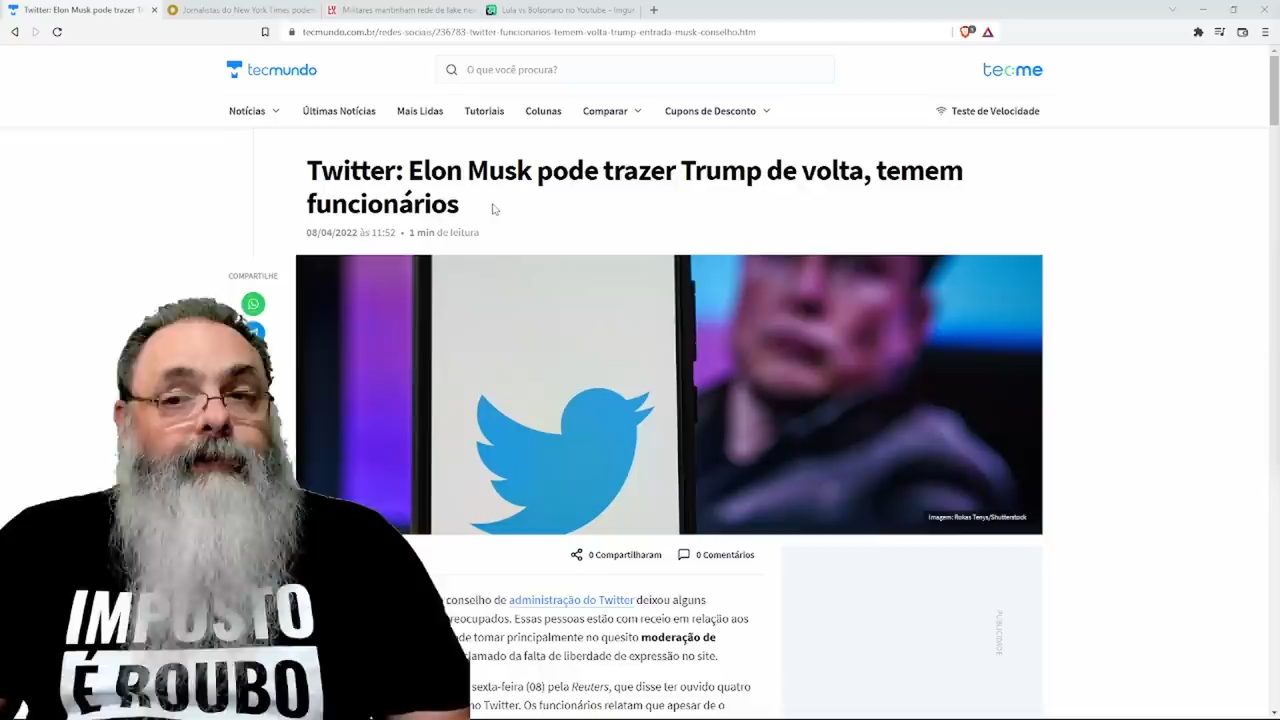 Twitter: Elon Musk pode trazer T
Jornalistas do New York Times podem
Militares mantinham rede de fake ne
Lula vs Bolsonaro no Youtube - Imgur
tecmundo.com.br/redes-sociais/236783-twitter-funcionarios-temem-volta-trump-entrada-musk-conselho.htm
tecmundo
O que você procura?
tecme
Notícias
Últimas Notícias
Mais Lidas
Tutoriais
Colunas
Comparar
Cupons de Desconto
Teste de Velocidade
Twitter: Elon Musk pode trazer Trump de volta, temem
funcionários
08/04/2022 às 11:52 • 1 min de leitura
COMPARTILHE
Imagem: Rokas Tenys/Shutterstock
0 Compartilharam
0 Comentários
conselho de administração do Twitter deixou alguns
reocupados. Essas pessoas estão com receio em relação aos
de tomar principalmente no quesito moderação de
lamado da falta de liberdade de expressão no site.
sexta-feira (08) pela Reuters, que disse ter ouvido quatro
no Twitter. Os funcionários relatam que apesar de o
PUBLICIDADE
IMPOSTO
É ROUBO